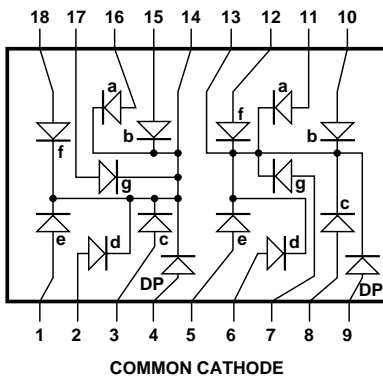 18 17 16 15 14 13 12 11 10
a a
b f b
f
g g
e d c e d c
DP DP
1 2 3 4 5 6 7 8 9
COMMON CATHODE